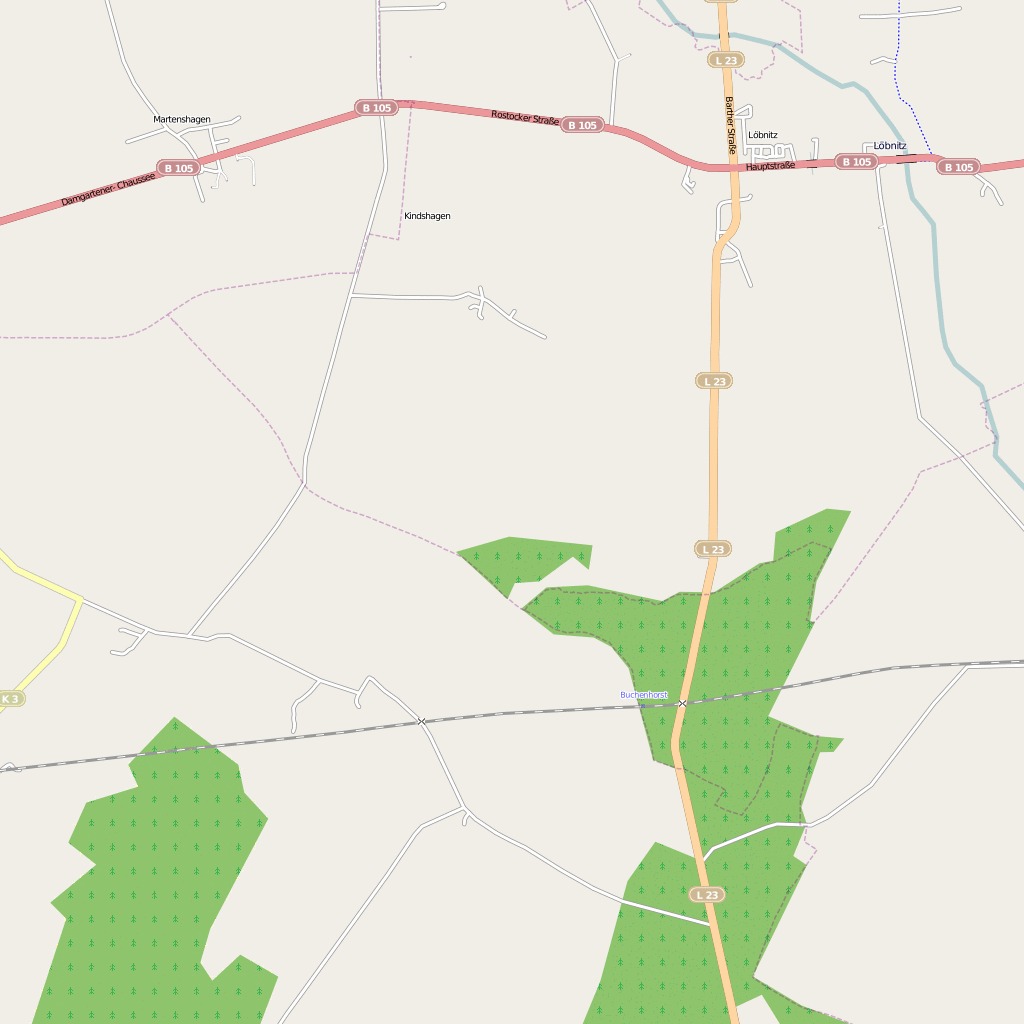 L 23
B 105
Martenshagen
Rostocker Straße
B 105
Barther Straße
Löbnitz
Löbnitz
B 105
Hauptstraße
B 105
B 105
Damgartener- Chaussee
Kindshagen
L 23
L 23
K 3
Buchenhorst
L 23